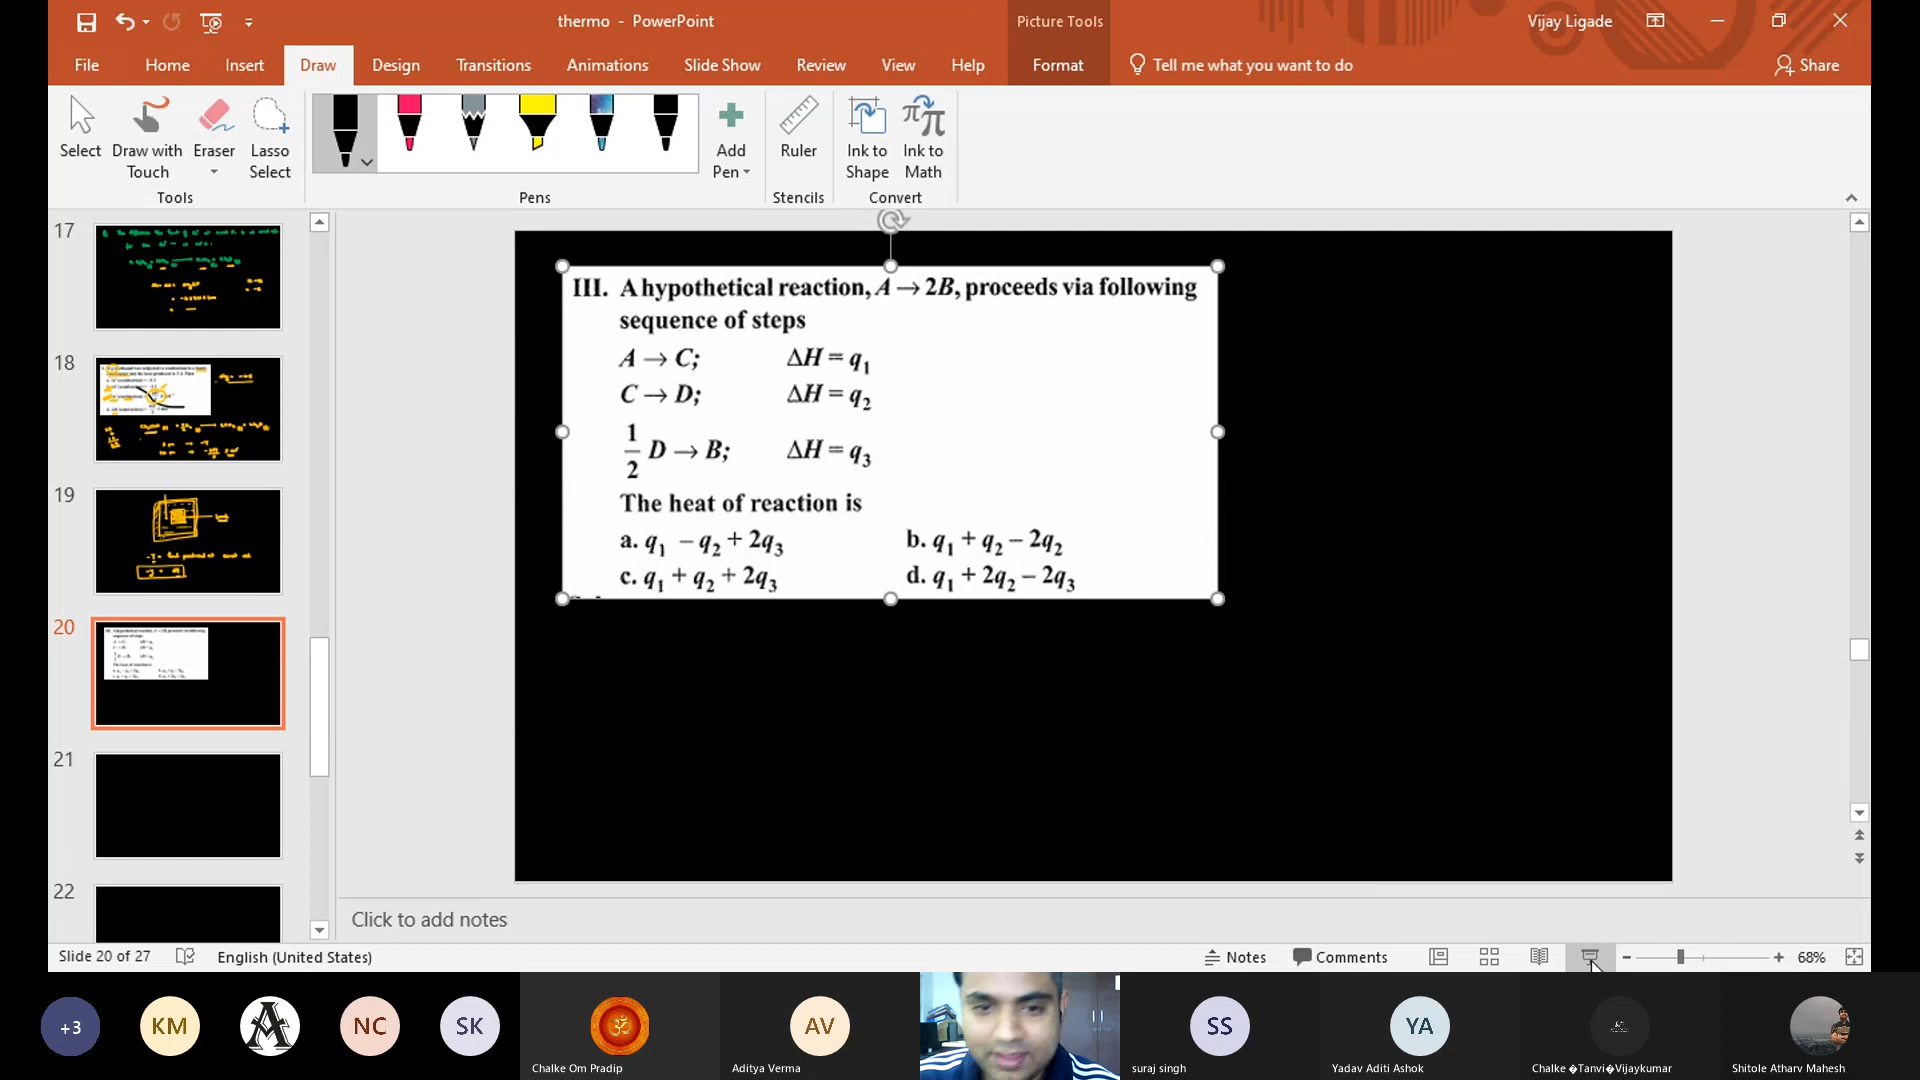 thermo - PowerPoint
Picture Tools
Vijay Ligade
File Home Insert Draw Design Transitions Animations Slide Show Review View Help Format Tell me what you want to do Share
Select
Draw with Touch
Eraser
Lasso Select
Add Pen
Ruler
Ink to Shape
Ink to Math
Tools
Pens
Stencils
Convert
17
18
19
20
21
22
III. A hypothetical reaction, A → 2B, proceeds via following
sequence of steps
A → C; ΔH = q₁
C → D; ΔH = q₂
1/2 D → B; ΔH = q₃
The heat of reaction is
a. q₁ − q₂ + 2q₃ b. q₁ + q₂ − 2q₂
c. q₁ + q₂ + 2q₃ d. q₁ + 2q₂ − 2q₃
Click to add notes
Slide 20 of 27 English (United States) Notes Comments 68%
+3 KM NC SK AV SS YA
Chalke Om Pradip
Aditya Verma
suraj singh
Yadav Aditi Ashok
Chalke �Tanvi�Vijaykumar
Shitole Atharv Mahesh